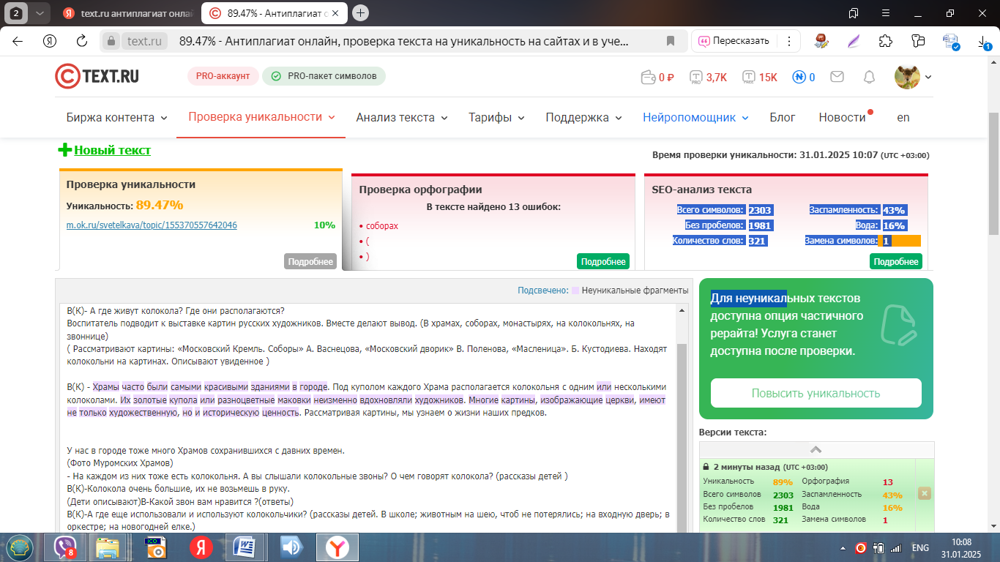 2
text.ru антиплагиат онлай
89.47% - Антиплагиат о
text.ru
89.47% - Антиплагиат онлайн, проверка текста на уникальность на сайтах и в уче...
Пересказать
1
TEXT.RU
PRO-аккаунт
PRO-пакет символов
0 ₽
PRO
3,7K
FREE
15K
0
Биржа контента
Проверка уникальности
Анализ текста
Тарифы
Поддержка
Нейропомощник
Блог
Новости
en
Новый текст
Время проверки уникальности: 31.01.2025 10:07 (UTC +03:00)
Проверка уникальности
Уникальность: 89.47%
m.ok.ru/svetelkava/topic/155370557642046
10%
Подробнее
Проверка орфографии
В тексте найдено 13 ошибок:
• соборах
• (
• )
Подробнее
SEO-анализ текста
Всего символов: 2303
Заспамленность: 43%
Без пробелов: 1981
Вода: 16%
Количество слов: 321
Замена символов: 1
Подробнее
Подсвечено: Неуникальные фрагменты
В(К)- А где живут колокола? Где они располагаются?
Воспитатель подводит к выставке картин русских художников. Вместе делают вывод. (В храмах, соборах, монастырях, на колокольнях, на
звоннице)
( Рассматривают картины: «Московский Кремль. Соборы» А. Васнецова, «Московский дворик» В. Поленова, «Масленица». Б. Кустодиева. Находят
колокольни на картинах. Описывают увиденное )
В(К) - Храмы часто были самыми красивыми зданиями в городе. Под куполом каждого Храма располагается колокольня с одним или несколькими
колоколами. Их золотые купола или разноцветные маковки неизменно вдохновляли художников. Многие картины, изображающие церкви, имеют
не только художественную, но и историческую ценность. Рассматривая картины, мы узнаем о жизни наших предков.
У нас в городе тоже много Храмов сохранившихся с давних времен.
(Фото Муромских Храмов)
- На каждом из них тоже есть колокольня. А вы слышали колокольные звоны? О чем говорят колокола? (рассказы детей )
В(К)-Колокола очень большие, их не возьмешь в руку.
(Дети описывают)В-Какой звон вам нравится ?(ответы)
В(К)-А где еще использовали и используют колокольчики? (рассказы детей. В школе; животным на шею, чтоб не потерялись; на входную дверь; в
оркестре; на новогодней елке.)
Для неуникальных текстов
доступна опция частичного
рерайта! Услуга станет
доступна после проверки.
Повысить уникальность
Версии текста:
2 минуты назад (UTC +03:00)
Уникальность 89% Орфография 13
Всего символов 2303 Заспамленность 43%
Без пробелов 1981 Вода 16%
Количество слов 321 Замена символов 1
8
ENG
10:08
31.01.2025